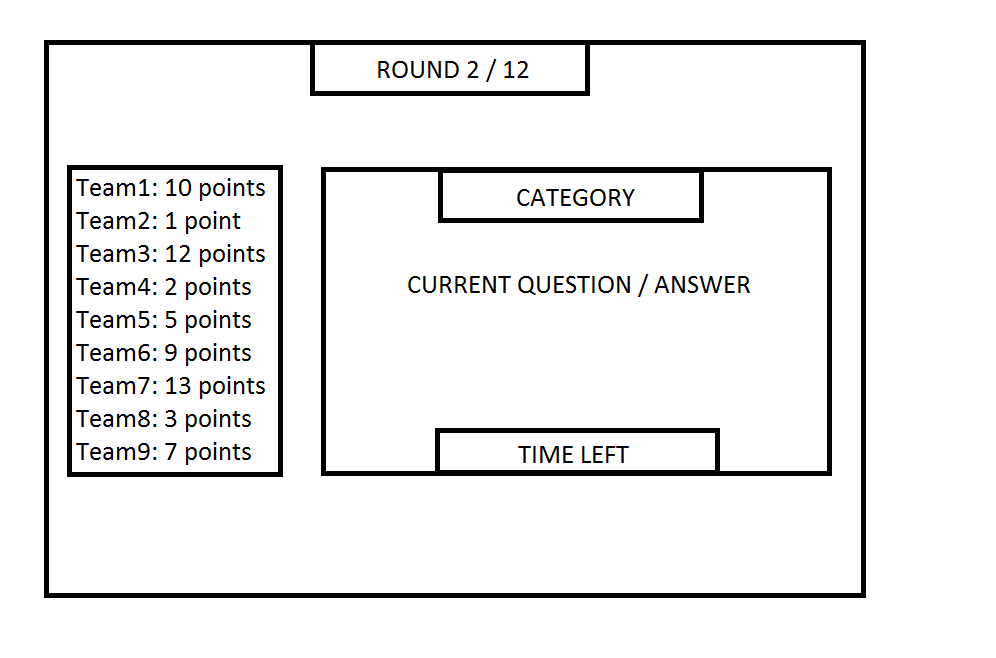 ROUND 2 / 12
Team1: 10 points
Team2: 1 point
Team3: 12 points
Team4: 2 points
Team5: 5 points
Team6: 9 points
Team7: 13 points
Team8: 3 points
Team9: 7 points
CATEGORY
CURRENT QUESTION / ANSWER
TIME LEFT